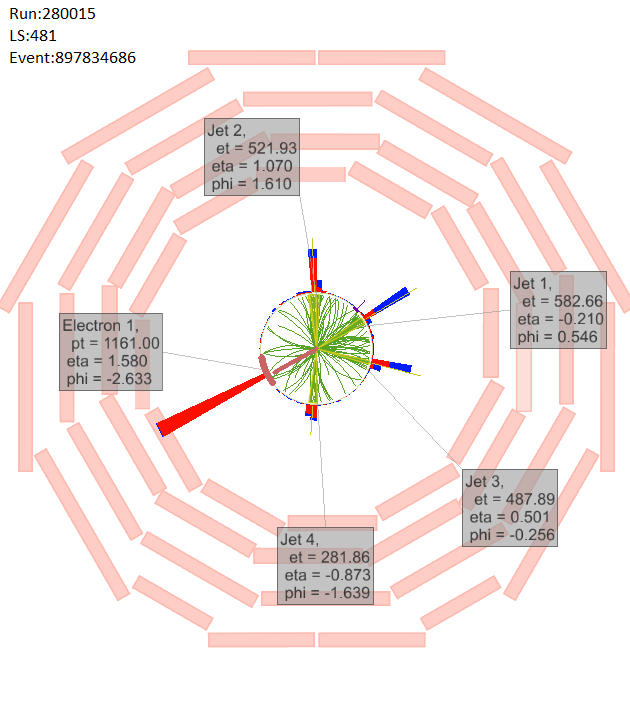 Run:280015
LS:481
Event:897834686
Jet 2,
et = 521.93
eta = 1.070
phi = 1.610
Jet 1,
et = 582.66
eta = -0.210
phi = 0.546
Electron 1,
pt = 1161.00
eta = 1.580
phi = -2.633
Jet 3,
et = 487.89
eta = 0.501
phi = -0.256
Jet 4,
et = 281.86
eta = -0.873
phi = -1.639